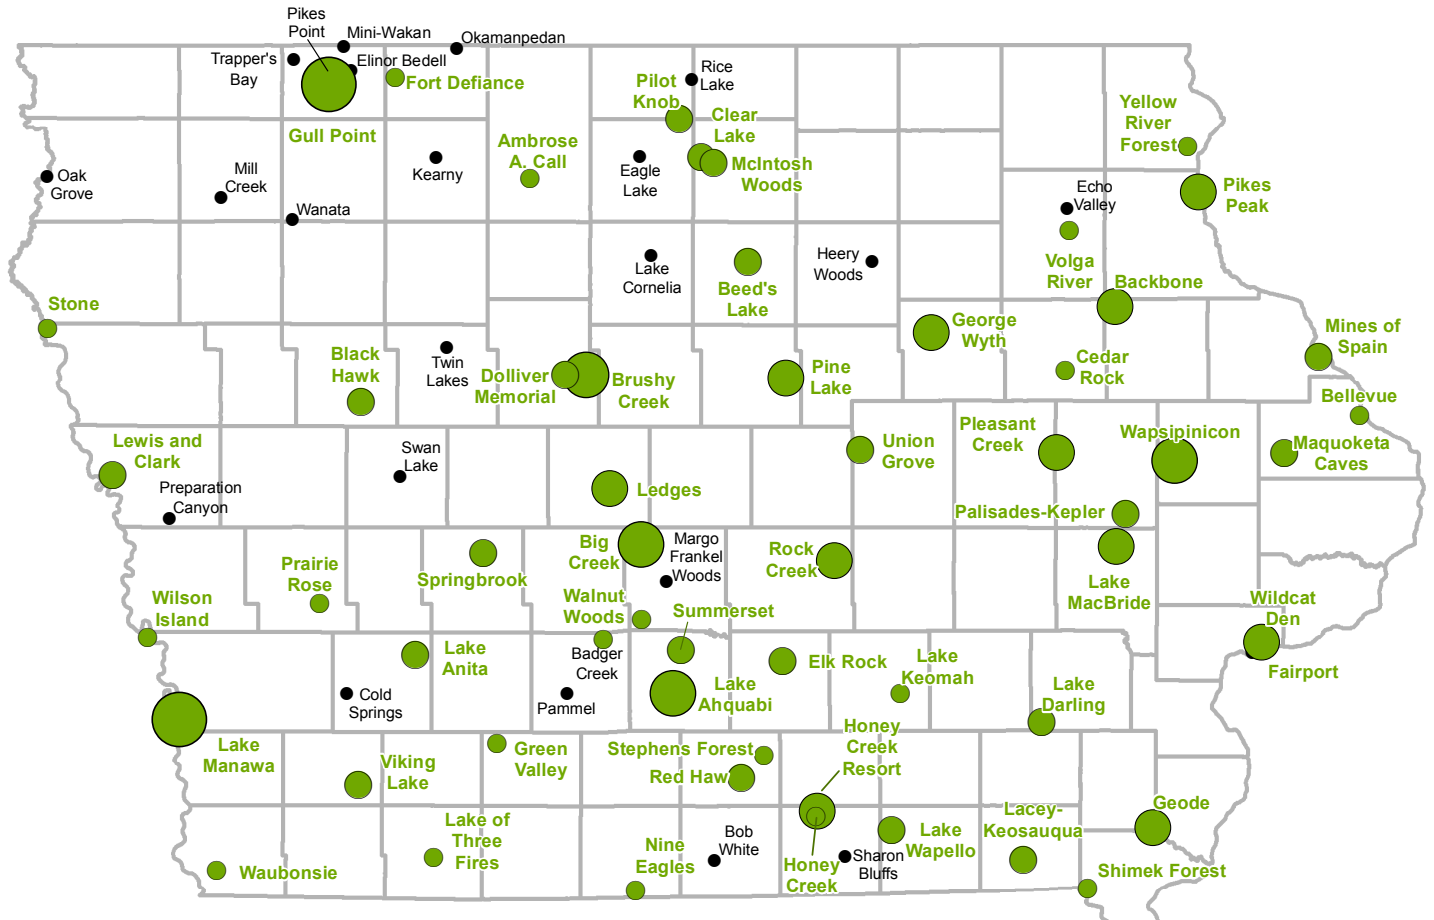 Pikes
Point
Mini-Wakan
Okamanpedan
Trapper's
Bay
Elinor Bedell
Fort Defiance
Gull Point
Rice
Lake
Pilot
Knob
Clear
Lake
McIntosh
Woods
Ambrose
A. Call
Eagle
Lake
Kearny
Mill
Creek
Oak
Grove
Wanata
Yellow
River
Forest
Pikes
Peak
Echo
Valley
Volga
River
Backbone
Heery
Woods
Lake
Cornelia
Beed's
Lake
Stone
George
Wyth
Mines of
Spain
Cedar
Rock
Bellevue
Black
Hawk
Twin
Lakes
Dolliver
Memorial
Brushy
Creek
Pine
Lake
Lewis and
Clark
Preparation
Canyon
Swan
Lake
Ledges
Union
Grove
Pleasant
Creek
Wapsipinicon
Maquoketa
Caves
Palisades-Kepler
Big
Creek
Margo
Frankel
Woods
Rock
Creek
Lake
MacBride
Springbrook
Prairie
Rose
Wilson
Island
Walnut
Woods
Summerset
Wildcat
Den
Fairport
Lake
Anita
Badger
Creek
Elk Rock
Lake
Keomah
Cold
Springs
Pammel
Lake
Ahquabi
Lake
Darling
Lake
Manawa
Viking
Lake
Green
Valley
Stephens Forest
Red Haw
Honey
Creek
Resort
Geode
Lacey-
Keosauqua
Lake
Wapello
Lake of
Three
Fires
Nine
Eagles
Bob
White
Honey
Creek
Sharon
Bluffs
Waubonsie
Shimek Forest